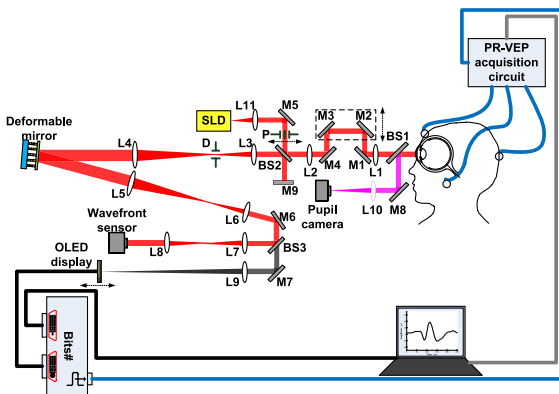 PR-VEP
acquisition
circuit
M5
L11
SLD
M3
M2
BS1
Deformable
mirror
L4
D
L3
P
BS2
L2
M4
M1
L1
M9
L5
Pupil
camera
L10
M8
L6
M6
Wavefront
sensor
L8
L7
BS3
OLED
display
L9
M7
Bits#